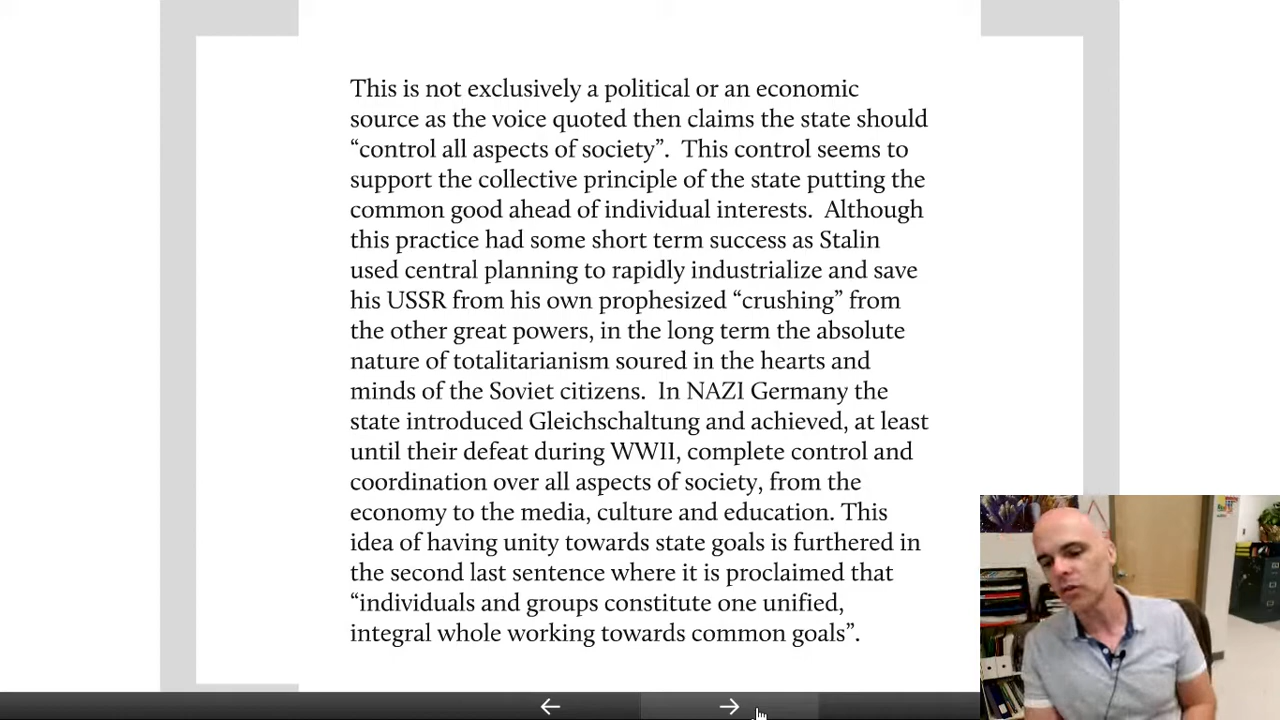 This is not exclusively a political or an economic
source as the voice quoted then claims the state should
“control all aspects of society”.  This control seems to
support the collective principle of the state putting the
common good ahead of individual interests.  Although
this practice had some short term success as Stalin
used central planning to rapidly industrialize and save
his USSR from his own prophesized “crushing” from
the other great powers, in the long term the absolute
nature of totalitarianism soured in the hearts and
minds of the Soviet citizens.  In NAZI Germany the
state introduced Gleichschaltung and achieved, at least
until their defeat during WWII, complete control and
coordination over all aspects of society, from the
economy to the media, culture and education. This
idea of having unity towards state goals is furthered in
the second last sentence where it is proclaimed that
“individuals and groups constitute one unified,
integral whole working towards common goals”.